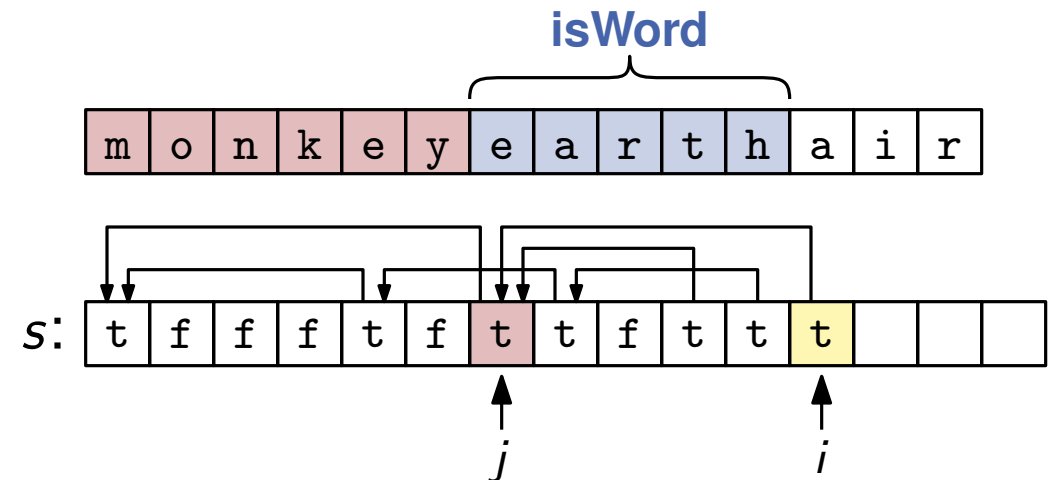 isWord
m o n k e y e a r t h a i r
s: t f f f t f t t f t t t
j i